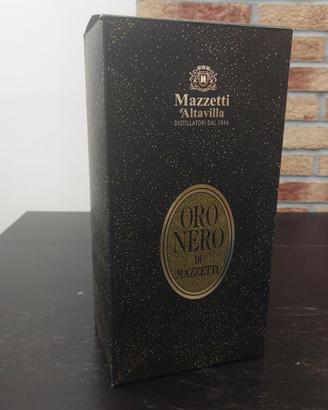 M
Mazzetti
d'Altavilla
DISTILLATORI DAL 1846
ORO
NERO
DI
MAZZETTI